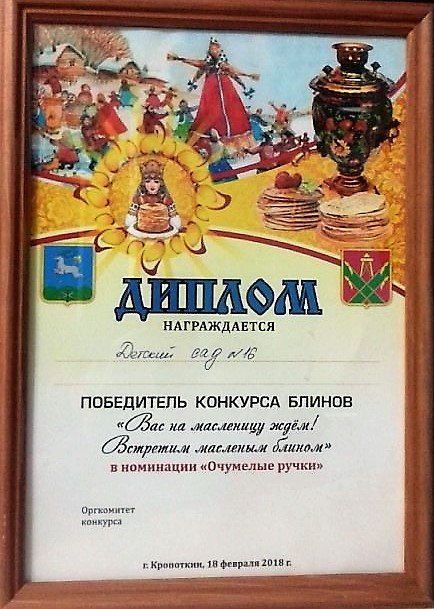 ДИПЛОМ
НАГРАЖДАЕТСЯ
Детский сад №16
ПОБЕДИТЕЛЬ КОНКУРСА БЛИНОВ
«Вас на масленицу ждём!
Встретим масленым блином»
в номинации «Очумелые ручки»
Оргкомитет
конкурса
г. Кропоткин, 18 февраля 2018 г.